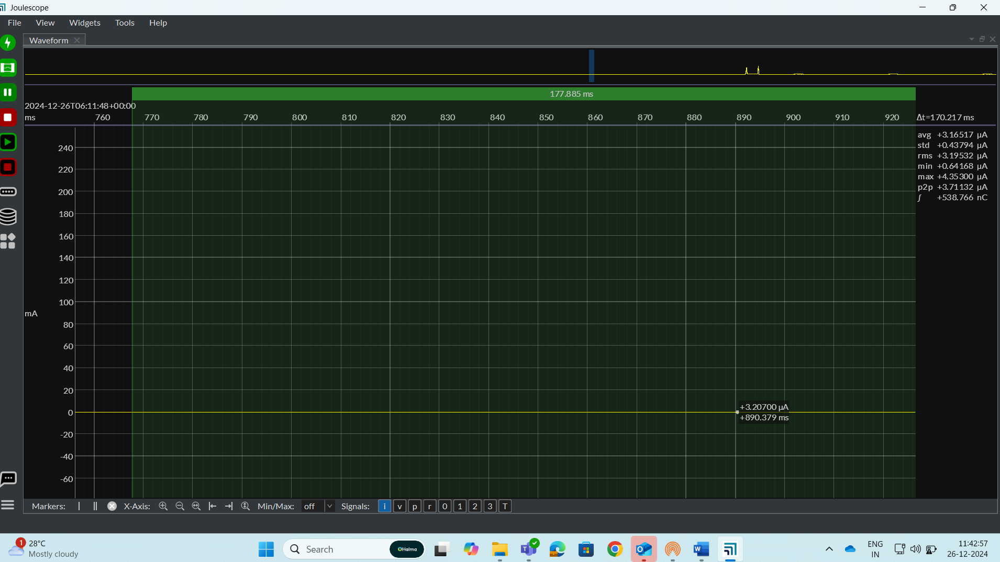 Joulescope
File View Widgets Tools Help
Waveform
177.885 ms
2024-12-26T06:11:48+00:00
ms 760 770 780 790 800 810 820 830 840 850 860 870 880 890 900 910 920 Δt=170.217 ms
avg +3.16517 µA
std +0.43794 µA
rms +3.19532 µA
min +0.64168 µA
max +4.35300 µA
p2p +3.71132 µA
∫ +538.766 nC
240
220
200
180
160
140
120
100
mA
80
60
40
20
0
-20
-40
-60
+3.20700 µA
+890.379 ms
Markers: X-Axis: Min/Max: off Signals: i v p r 0 1 2 3 T
1
28°C
Mostly cloudy
Search
Halma
ENG
IN
11:42:57
26-12-2024